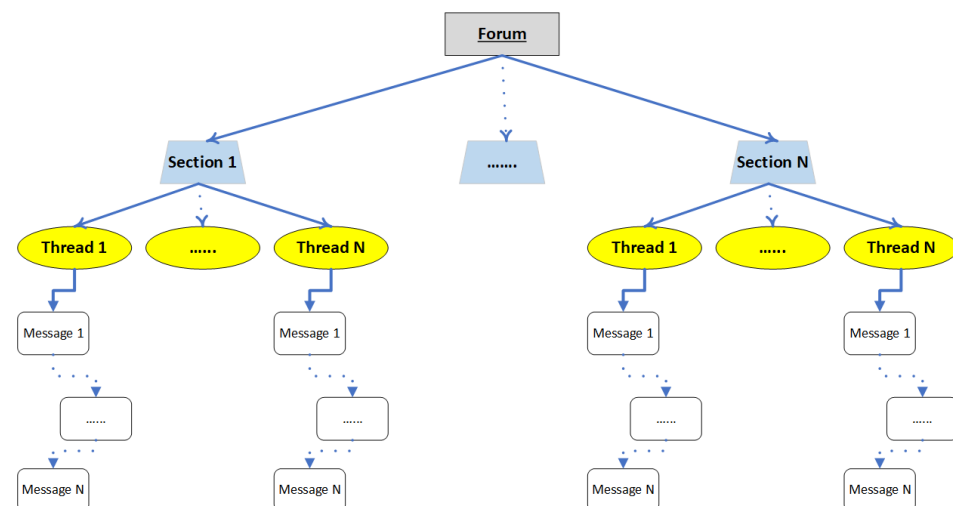 Forum
Section 1
.......
Section N
Thread 1
......
Thread N
Thread 1
......
Thread N
Message 1
Message 1
Message 1
Message 1
......
......
......
......
Message N
Message N
Message N
Message N